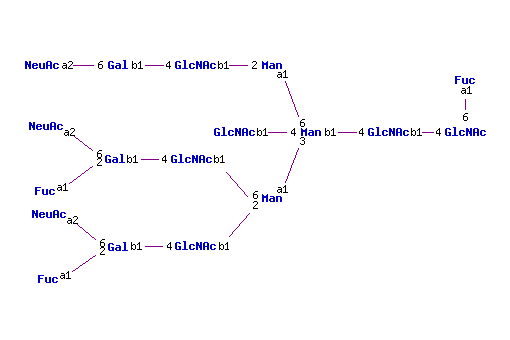 NeuAc a2 6 Gal b1 4 GlcNAc b1 2 Man
a1
Fuc
a1
6
NeuAc a2
6
GlcNAc b1 4 Man b1 4 GlcNAc b1 4 GlcNAc
3
6
2 Gal b1 4 GlcNAc b1
Fuc a1
a1
6
2 Man
NeuAc a2
6
2 Gal b1 4 GlcNAc b1
Fuc a1